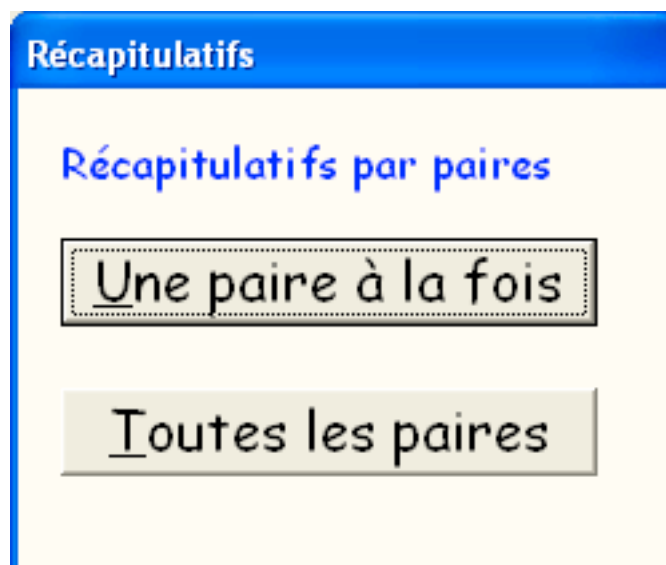 Récapitulatifs
Récapitulatifs par paires
Une paire à la fois
Toutes les paires